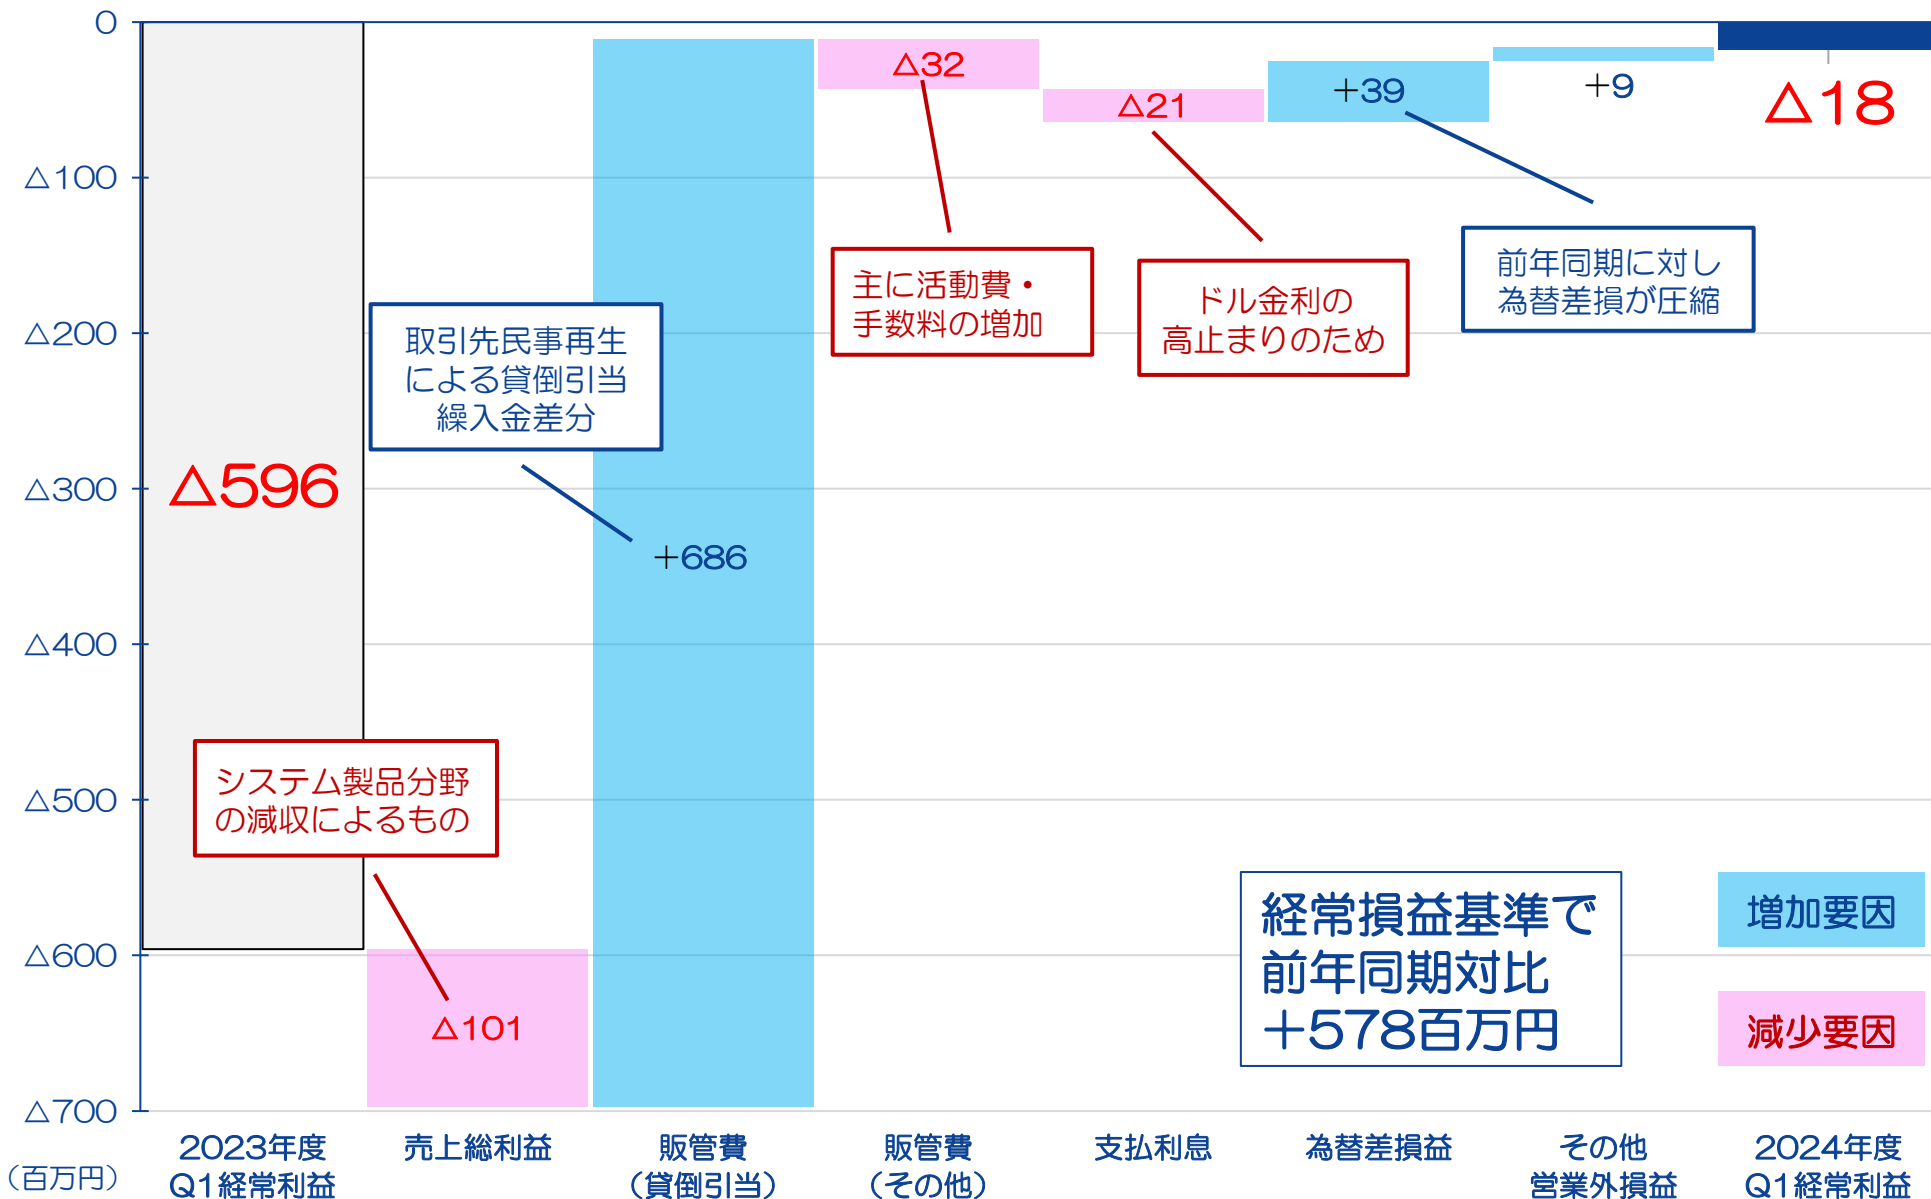 0
△100
△200
△300
△400
△500
△600
△700
（百万円）
△596
システム製品分野
の減収によるもの
△101
取引先民事再生
による貸倒引当
繰入金差分
+686
△32
主に活動費・
手数料の増加
△21
ドル金利の
高止まりのため
+39
前年同期に対し
為替差損が圧縮
+9
△18
経常損益基準で
前年同期対比
+578百万円
増加要因
減少要因
2023年度
Q1経常利益
売上総利益
販管費
（貸倒引当）
販管費
（その他）
支払利息
為替差損益
その他
営業外損益
2024年度
Q1経常利益